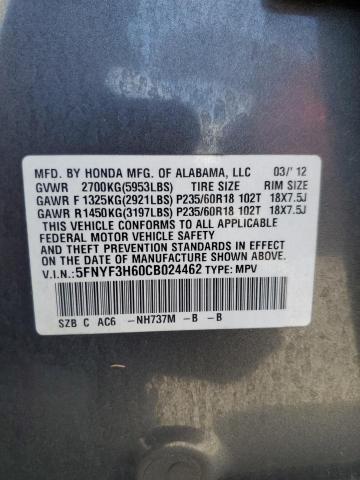 MFD. BY HONDA MFG. OF ALABAMA, LLC 03/'12
GVWR 2700KG(5953LBS) TIRE SIZE RIM SIZE
GAWR F 1325KG(2921LBS) P235/60R18 102T 18X7.5J
GAWR R1450KG(3197LBS) P235/60R18 102T 18X7.5J
THIS VEHICLE CONFORMS TO ALL APPLICABLE
FEDERAL MOTOR VEHICLE SAFETY
AND THEFT PREVENTION STANDARDS IN EFFECT
ON THE DATE OF MANUFACTURE SHOWN ABOVE.
V.I.N.:5FNYF3H60CB024462 TYPE: MPV
SZB C AC6 -NH737M -B -B